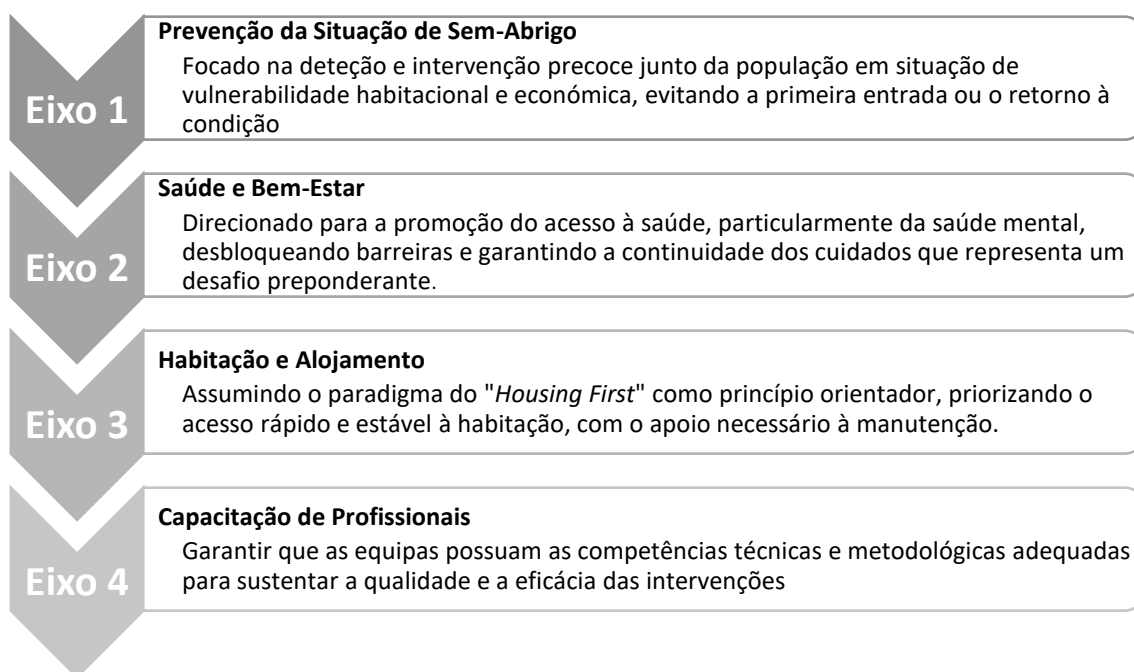 Eixo 1
Prevenção da Situação de Sem-Abrigo
Focado na deteção e intervenção precoce junto da população em situação de
vulnerabilidade habitacional e económica, evitando a primeira entrada ou o retorno à
condição
Eixo 2
Saúde e Bem-Estar
Direcionado para a promoção do acesso à saúde, particularmente da saúde mental,
desbloqueando barreiras e garantindo a continuidade dos cuidados que representa um
desafio preponderante.
Eixo 3
Habitação e Alojamento
Assumindo o paradigma do "Housing First" como princípio orientador, priorizando o
acesso rápido e estável à habitação, com o apoio necessário à manutenção.
Eixo 4
Capacitação de Profissionais
Garantir que as equipas possuam as competências técnicas e metodológicas adequadas
para sustentar a qualidade e a eficácia das intervenções